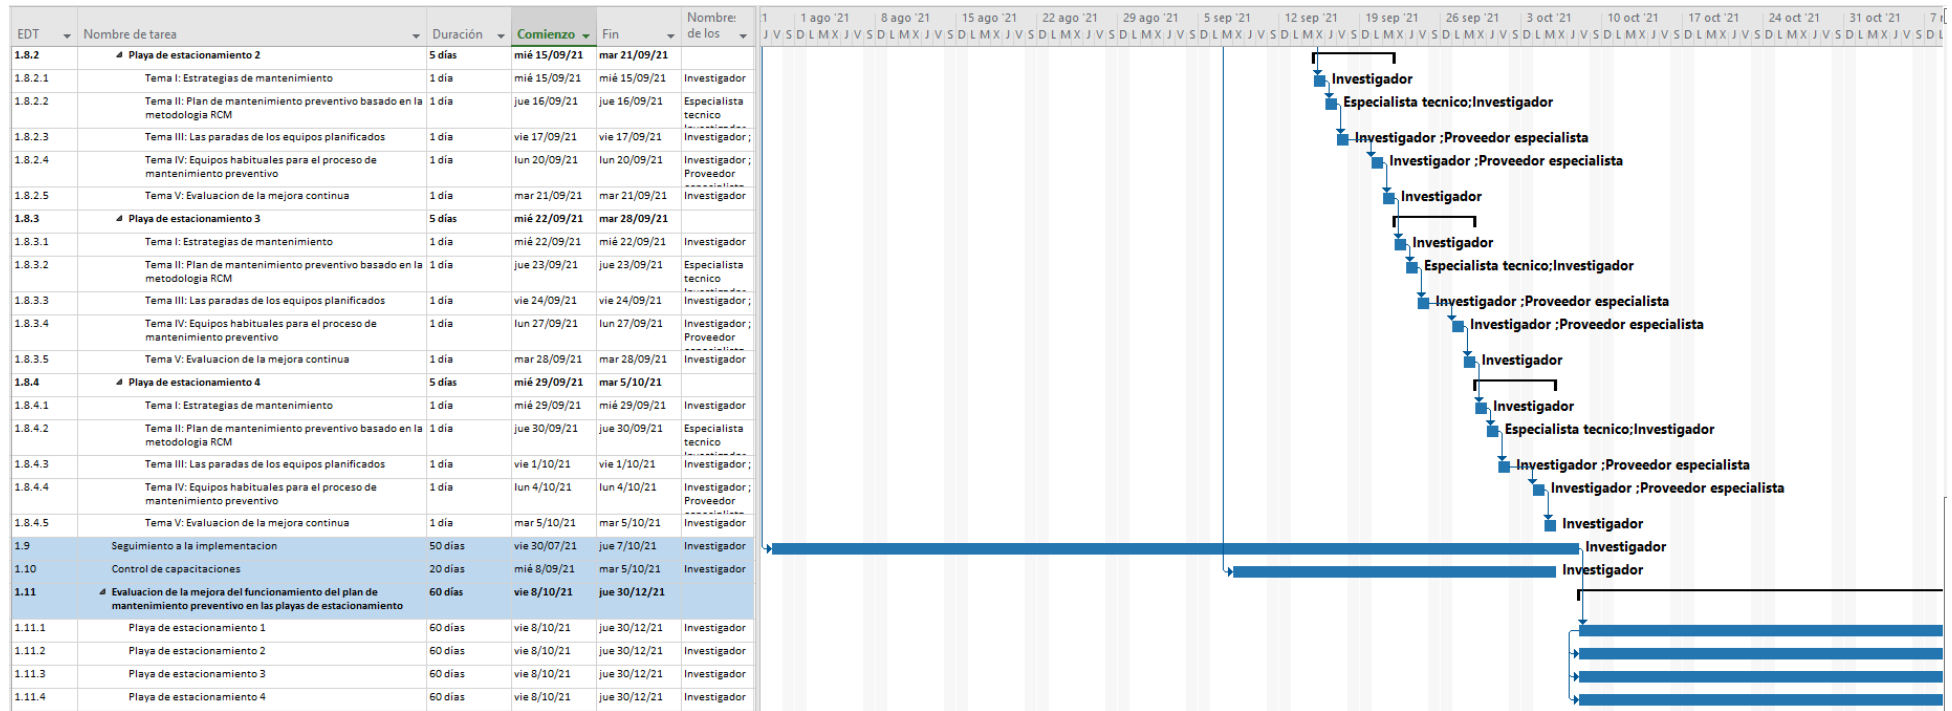 EDT Nombre de tarea Duración Comienzo Fin Nombres de los
1 1 ago '21 8 ago '21 15 ago '21 22 ago '21 29 ago '21 5 sep '21 12 sep '21 19 sep '21 26 sep '21 3 oct '21 10 oct '21 17 oct '21 24 oct '21 31 oct '21 7
J V S D L M X J V S D L M X J V S D L M X J V S D L M X J V S D L M X J V S D L M X J V S D L M X J V S D L M X J V S D L M X J V S D L M X J V S D L M X J V S D L M X J V S D L M X J V S D L M X J V S D L M X J V S D L
1.8.2 Playa de estacionamiento 2 5 días mié 15/09/21 mar 21/09/21
1.8.2.1 Tema I: Estrategias de mantenimiento 1 día mié 15/09/21 mié 15/09/21 Investigador Investigador
1.8.2.2 Tema II: Plan de mantenimiento preventivo basado en la 1 día jue 16/09/21 jue 16/09/21 Especialista Especialista tecnico;Investigador
metodologia RCM tecnico
1.8.2.3 Tema III: Las paradas de los equipos planificados 1 día vie 17/09/21 vie 17/09/21 Investigador ; Investigador ;Proveedor especialista
1.8.2.4 Tema IV: Equipos habituales para el proceso de 1 día lun 20/09/21 lun 20/09/21 Investigador ; Investigador ;Proveedor especialista
mantenimiento preventivo Proveedor
1.8.2.5 Tema V: Evaluacion de la mejora continua 1 día mar 21/09/21 mar 21/09/21 Investigador Investigador
1.8.3 Playa de estacionamiento 3 5 días mié 22/09/21 mar 28/09/21
1.8.3.1 Tema I: Estrategias de mantenimiento 1 día mié 22/09/21 mié 22/09/21 Investigador Investigador
1.8.3.2 Tema II: Plan de mantenimiento preventivo basado en la 1 día jue 23/09/21 jue 23/09/21 Especialista Especialista tecnico;Investigador
metodologia RCM tecnico
1.8.3.3 Tema III: Las paradas de los equipos planificados 1 día vie 24/09/21 vie 24/09/21 Investigador ; Investigador ;Proveedor especialista
1.8.3.4 Tema IV: Equipos habituales para el proceso de 1 día lun 27/09/21 lun 27/09/21 Investigador ; Investigador ;Proveedor especialista
mantenimiento preventivo Proveedor
1.8.3.5 Tema V: Evaluacion de la mejora continua 1 día mar 28/09/21 mar 28/09/21 Investigador Investigador
1.8.4 Playa de estacionamiento 4 5 días mié 29/09/21 mar 5/10/21
1.8.4.1 Tema I: Estrategias de mantenimiento 1 día mié 29/09/21 mié 29/09/21 Investigador Investigador
1.8.4.2 Tema II: Plan de mantenimiento preventivo basado en la 1 día jue 30/09/21 jue 30/09/21 Especialista Especialista tecnico;Investigador
metodologia RCM tecnico
1.8.4.3 Tema III: Las paradas de los equipos planificados 1 día vie 1/10/21 vie 1/10/21 Investigador ; Investigador ;Proveedor especialista
1.8.4.4 Tema IV: Equipos habituales para el proceso de 1 día lun 4/10/21 lun 4/10/21 Investigador ; Investigador ;Proveedor especialista
mantenimiento preventivo Proveedor
1.8.4.5 Tema V: Evaluacion de la mejora continua 1 día mar 5/10/21 mar 5/10/21 Investigador Investigador
1.9 Seguimiento a la implementacion 50 días vie 30/07/21 jue 7/10/21 Investigador Investigador
1.10 Control de capacitaciones 20 días mié 8/09/21 mar 5/10/21 Investigador Investigador
1.11 Evaluacion de la mejora del funcionamiento del plan de 60 días vie 8/10/21 jue 30/12/21
mantenimiento preventivo en las playas de estacionamiento
1.11.1 Playa de estacionamiento 1 60 días vie 8/10/21 jue 30/12/21 Investigador
1.11.2 Playa de estacionamiento 2 60 días vie 8/10/21 jue 30/12/21 Investigador
1.11.3 Playa de estacionamiento 3 60 días vie 8/10/21 jue 30/12/21 Investigador
1.11.4 Playa de estacionamiento 4 60 días vie 8/10/21 jue 30/12/21 Investigador